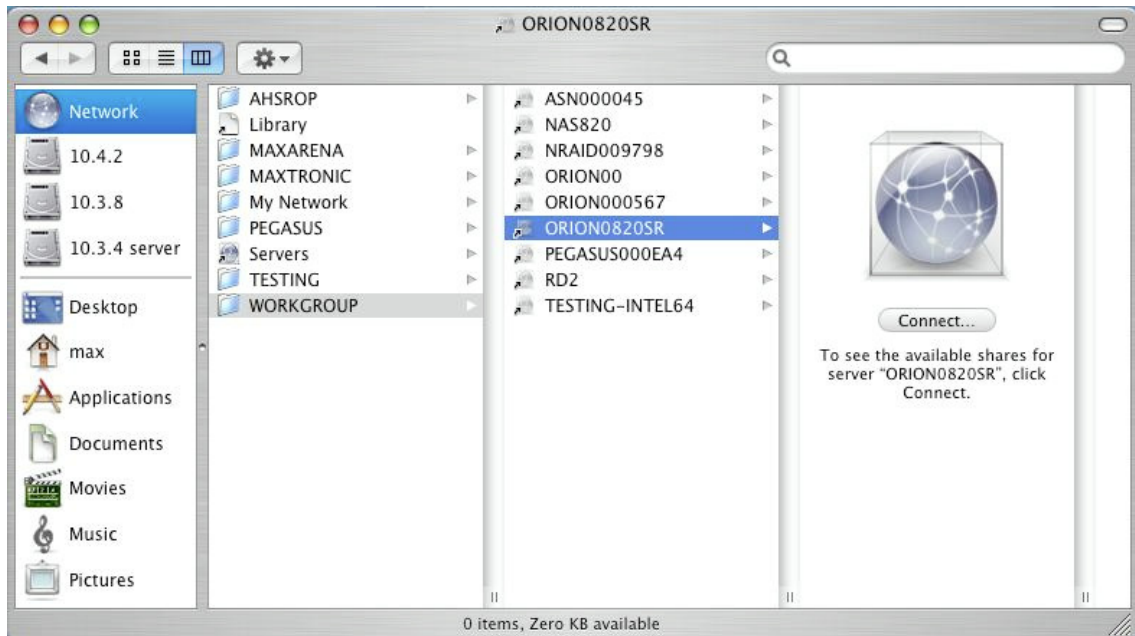 ORION0820SR
Network
10.4.2
10.3.8
10.3.4 server
Desktop
max
Applications
Documents
Movies
Music
Pictures
AHSROP
Library
MAXARENA
MAXTRONIC
My Network
PEGASUS
Servers
TESTING
WORKGROUP
ASN000045
NAS820
NRAID009798
ORION00
ORION000567
ORION0820SR
PEGASUS000EA4
RD2
TESTING-INTEL64
Connect...
To see the available shares for
server “ORION0820SR”, click
Connect.
0 items, Zero KB available